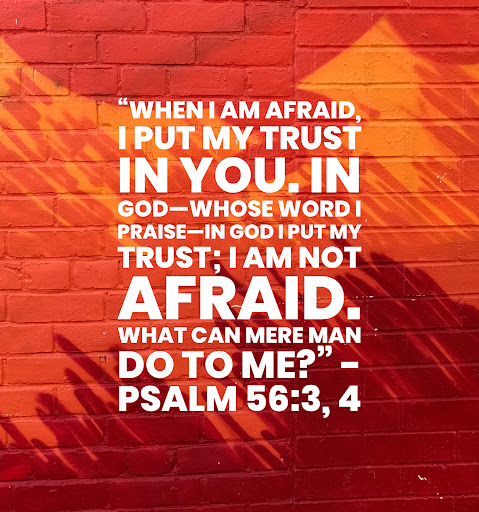 “WHEN I AM AFRAID,
I PUT MY TRUST
IN YOU. IN
GOD—WHOSE WORD I
PRAISE—IN GOD I PUT MY
TRUST; I AM NOT
AFRAID.
WHAT CAN MERE MAN
DO TO ME?” –
PSALM 56:3, 4